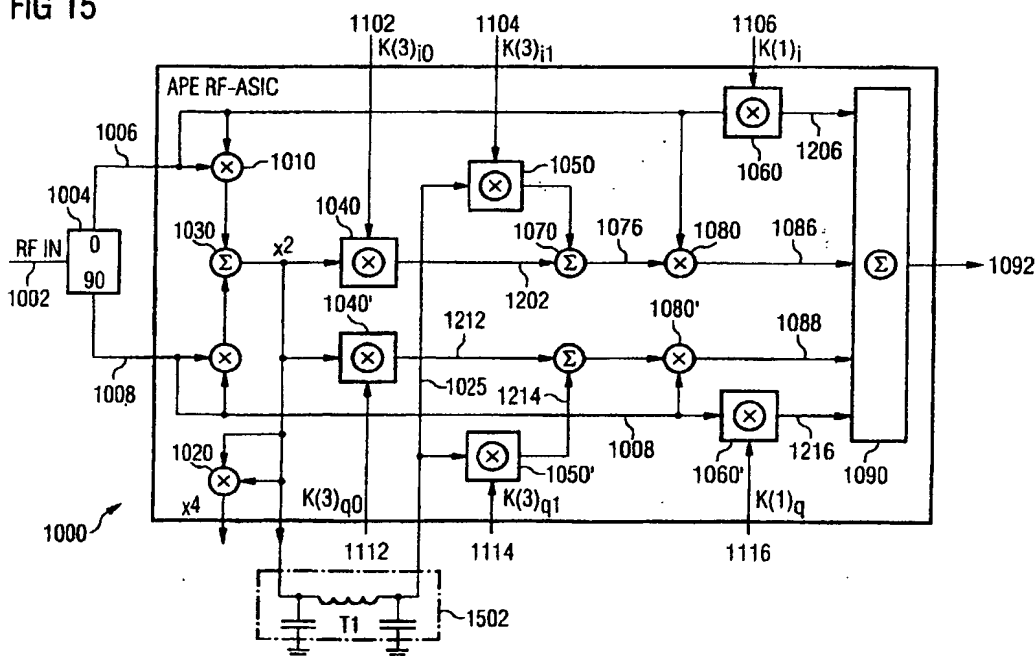 FIG 15
1102
K(3)i0
1104
K(3)i1
1106
K(1)i
APE RF-ASIC
1006
1010
1060
1206
1004
0
90
RF IN
1002
1030
x2
1040
1050
1070
1076
1080
1086
Σ
Σ
Σ
1092
1202
1040'
1212
1080'
1088
1008
1025
Σ
1214
1008
1216
1020
x4
1050'
1060'
1090
K(3)q0
K(3)q1
K(1)q
1000
1112
1114
1116
T1
1502